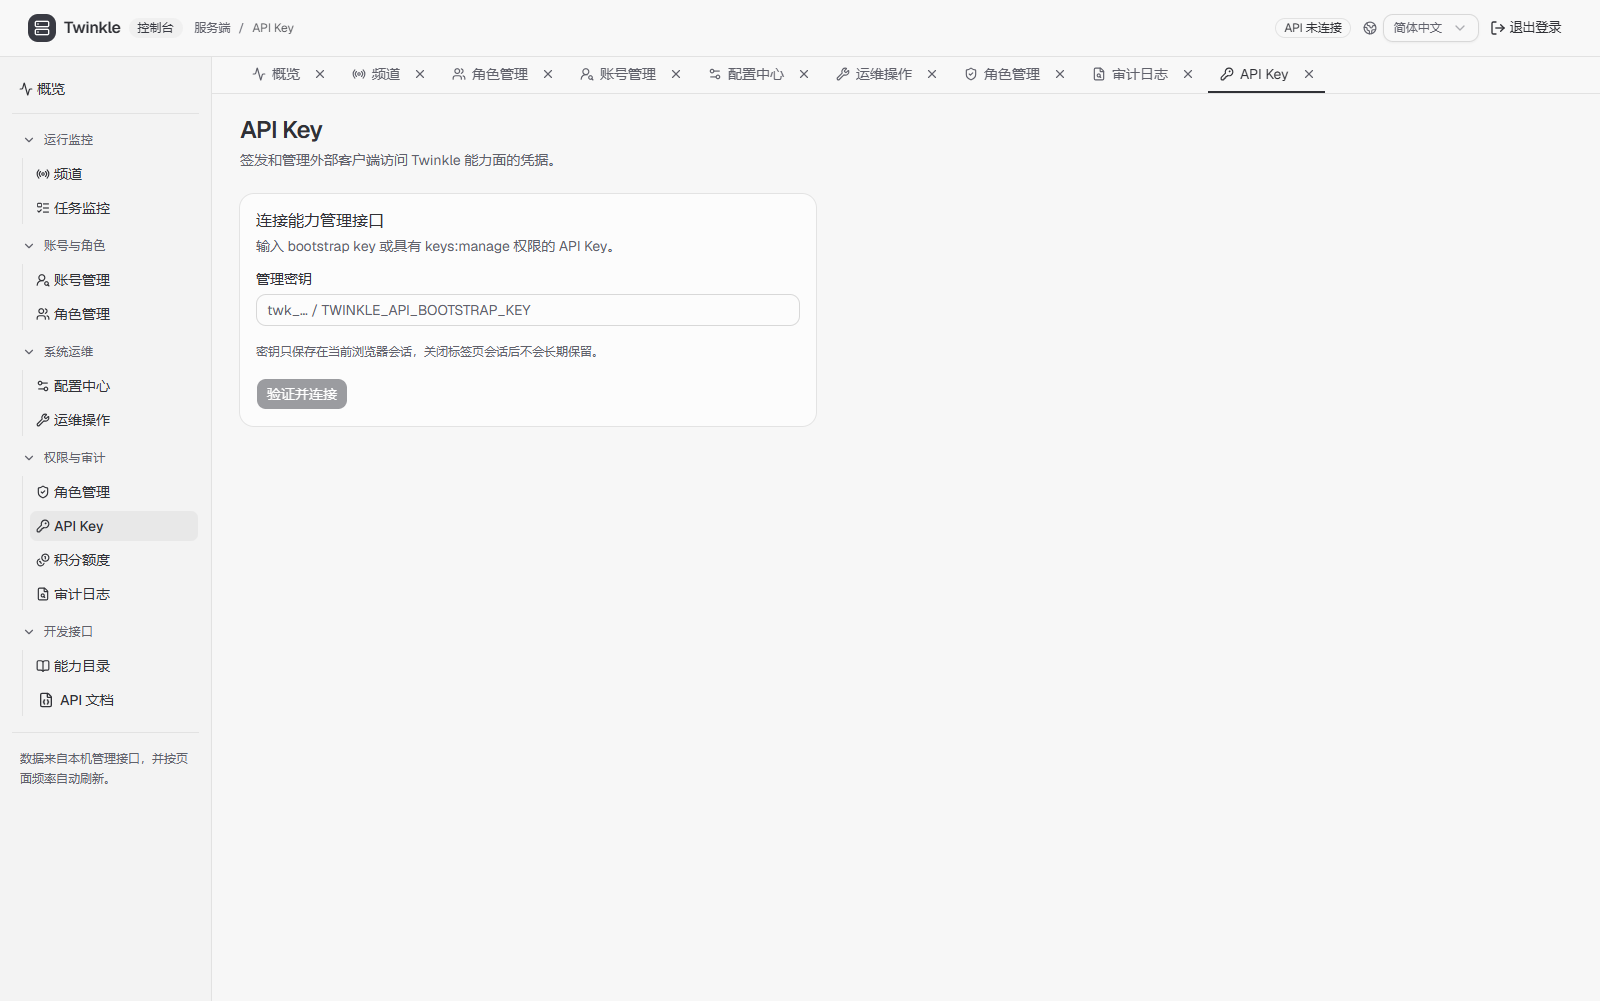 Twinkle 控制台 服务端 / API Key API 未连接 简体中文 退出登录
概览 频道 角色管理 账号管理 配置中心 运维操作 角色管理 审计日志 API Key
概览
运行监控
频道
任务监控
账号与角色
账号管理
角色管理
系统运维
配置中心
运维操作
权限与审计
角色管理
API Key
积分额度
审计日志
开发接口
能力目录
API 文档
数据来自本机管理接口，并按页
面频率自动刷新。
API Key
签发和管理外部客户端访问 Twinkle 能力面的凭据。
连接能力管理接口
输入 bootstrap key 或具有 keys:manage 权限的 API Key。
管理密钥
twk_... / TWINKLE_API_BOOTSTRAP_KEY
密钥只保存在当前浏览器会话，关闭标签页会话后不会长期保留。
验证并连接